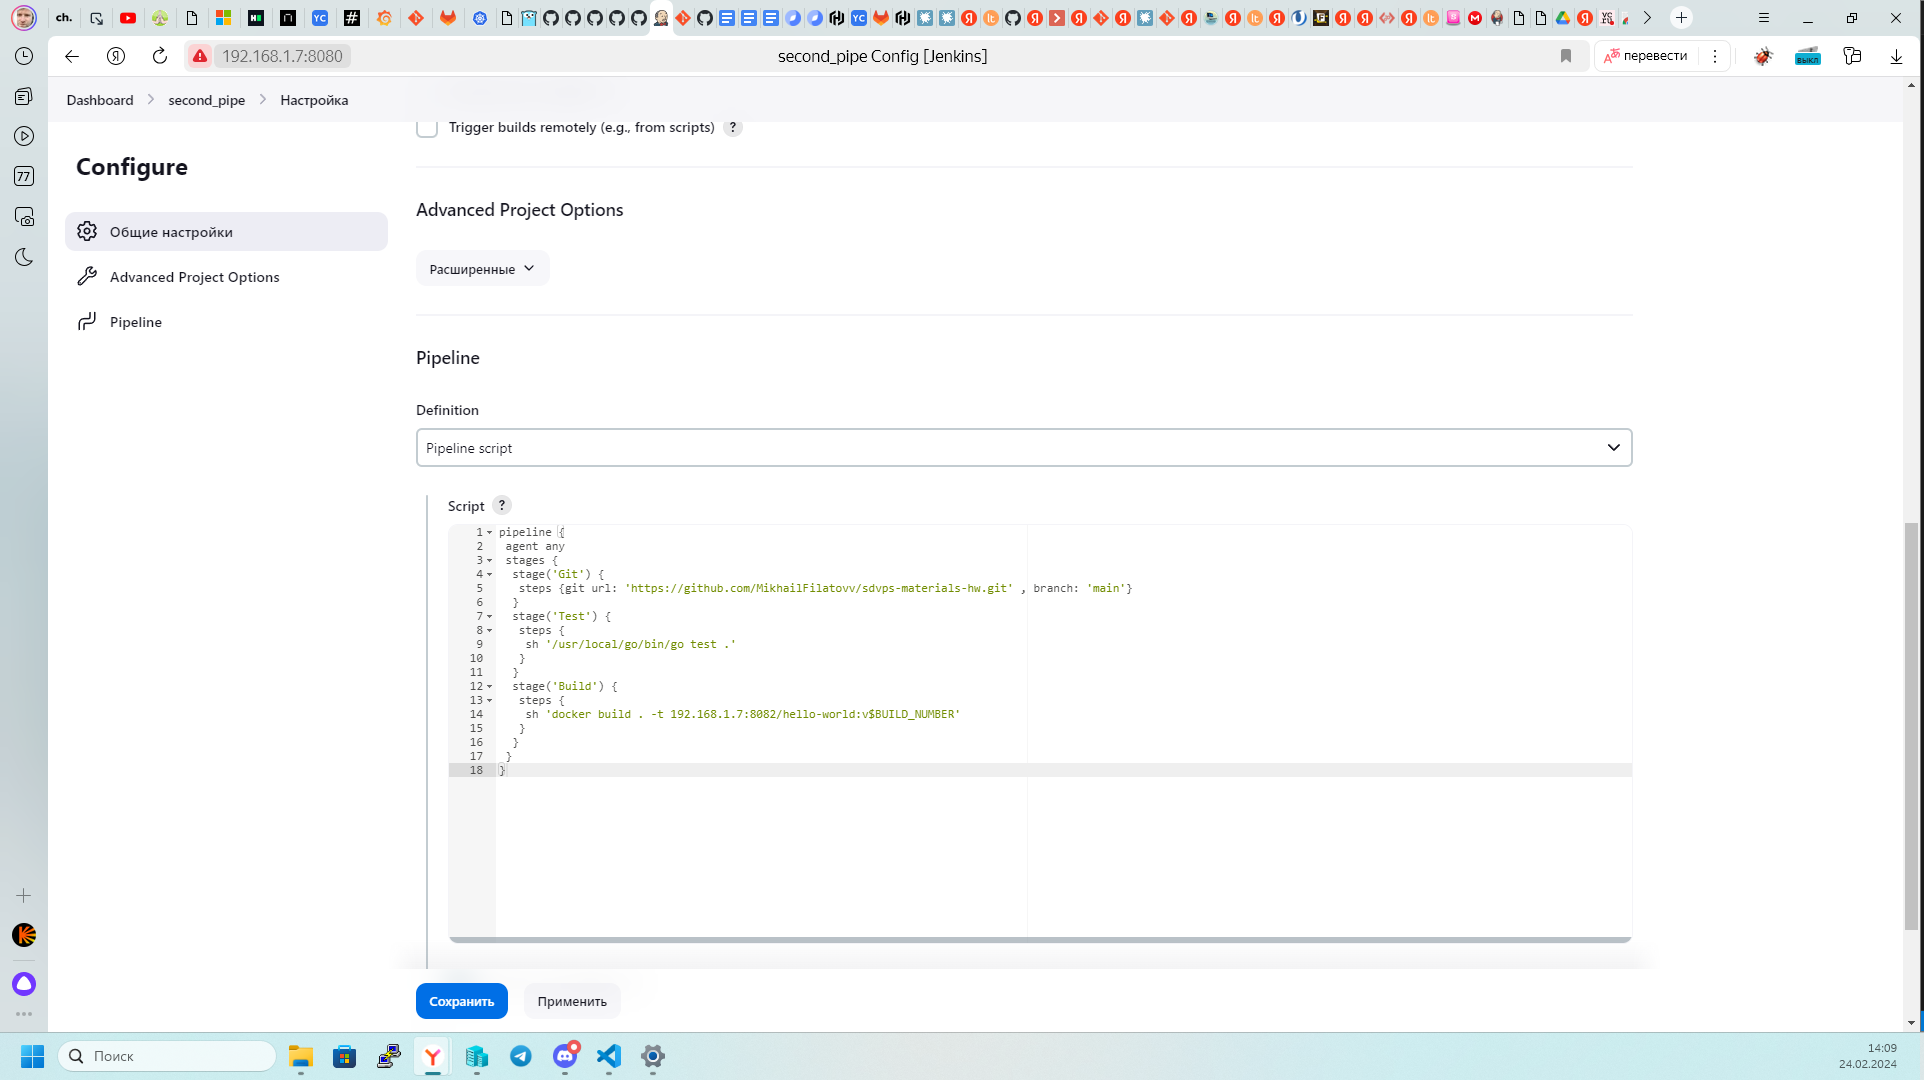 ch.
YC
#
192.168.1.7:8080
second_pipe Config [Jenkins]
перевести
ВЫКЛ
77
Dashboard > second_pipe > Настройка
Configure
Общие настройки
Advanced Project Options
Pipeline
Trigger builds remotely (e.g., from scripts) ?
Advanced Project Options
Расширенные
Pipeline
Definition
Pipeline script
Script ?
1 pipeline {
2 agent any
3 stages {
4 stage('Git') {
5 steps {git url: 'https://github.com/MikhailFilatovv/sdvps-materials-hw.git' , branch: 'main'}
6 }
7 stage('Test') {
8 steps {
9 sh '/usr/local/go/bin/go test .'
10 }
11 }
12 stage('Build') {
13 steps {
14 sh 'docker build . -t 192.168.1.7:8082/hello-world:v$BUILD_NUMBER'
15 }
16 }
17 }
18 }
Сохранить
Применить
Поиск
14:09
24.02.2024